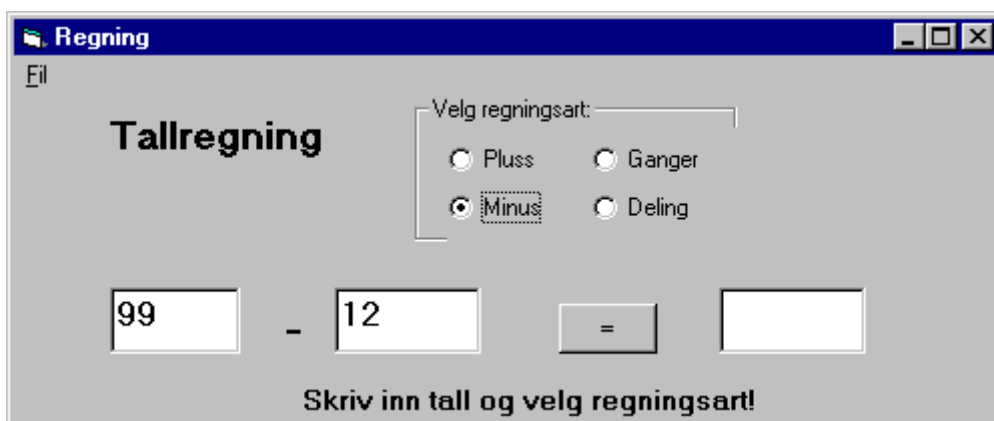 Regning
Fil
Velg regningsart:
Tallregning
Pluss Ganger
Minus Deling
99 - 12 =
Skriv inn tall og velg regningsart!